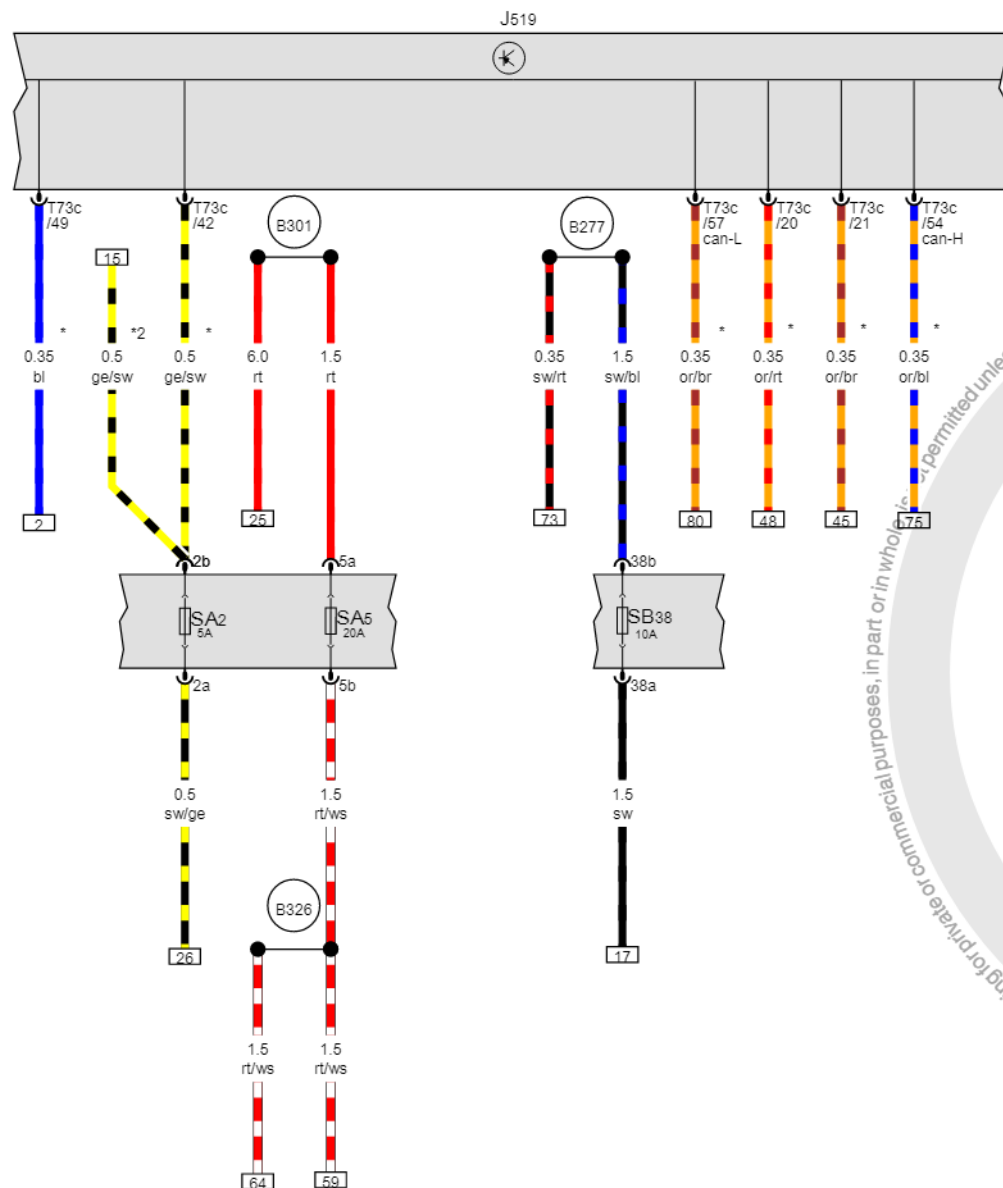 J519
T73c
/49
T73c
/42
B301
B277
T73c
/57
can-L
T73c
/20
T73c
/21
T73c
/54
can-H
15
*
*2
*
*
*
*
*
0.35
bl
0.5
ge/sw
0.5
ge/sw
6.0
rt
1.5
rt
0.35
sw/rt
1.5
sw/bl
0.35
or/br
0.35
or/rt
0.35
or/br
0.35
or/bl
2
25
73
80
48
45
75
2b
5a
38b
SA2
5A
SA5
20A
SB38
10A
2a
5b
38a
0.5
sw/ge
1.5
rt/ws
1.5
sw
B326
26
17
1.5
rt/ws
1.5
rt/ws
64
59
for private or commercial purposes, in part or in whole, is permitted